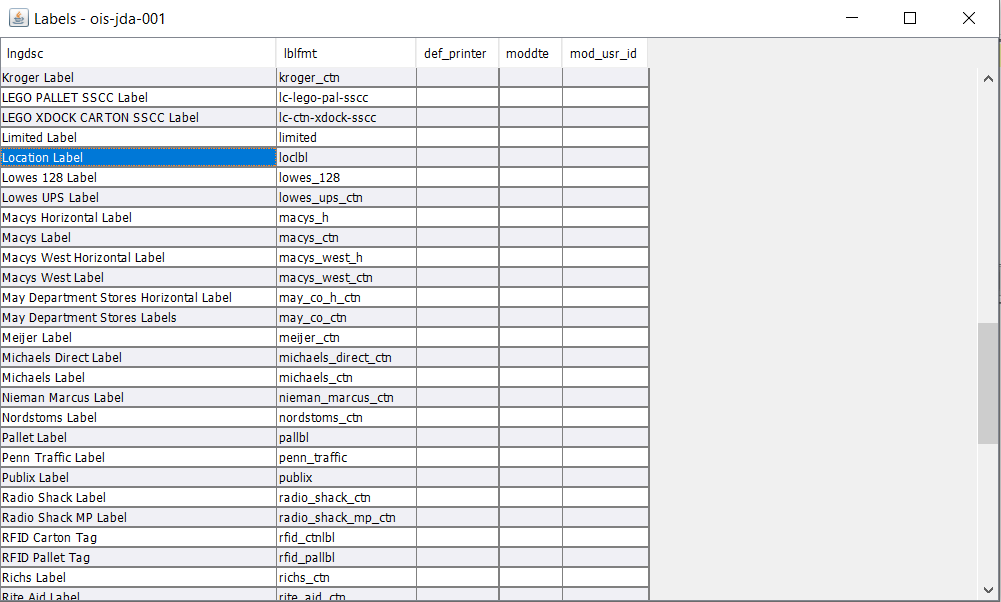 Labels - ois-jda-001
lngdsc lblfmt def_printer moddte mod_usr_id
Kroger Label kroger_ctn
LEGO PALLET SSCC Label lc-lego-pal-sscc
LEGO XDOCK CARTON SSCC Label lc-ctn-xdock-sscc
Limited Label limited
Location Label loclbl
Lowes 128 Label lowes_128
Lowes UPS Label lowes_ups_ctn
Macys Horizontal Label macys_h
Macys Label macys_ctn
Macys West Horizontal Label macys_west_h
Macys West Label macys_west_ctn
May Department Stores Horizontal Label may_co_h_ctn
May Department Stores Labels may_co_ctn
Meijer Label meijer_ctn
Michaels Direct Label michaels_direct_ctn
Michaels Label michaels_ctn
Nieman Marcus Label nieman_marcus_ctn
Nordstoms Label nordstoms_ctn
Pallet Label pallbl
Penn Traffic Label penn_traffic
Publix Label publix
Radio Shack Label radio_shack_ctn
Radio Shack MP Label radio_shack_mp_ctn
RFID Carton Tag rfid_ctnlbl
RFID Pallet Tag rfid_pallbl
Richs Label richs_ctn
Rite Aid Label rite_aid_ctn